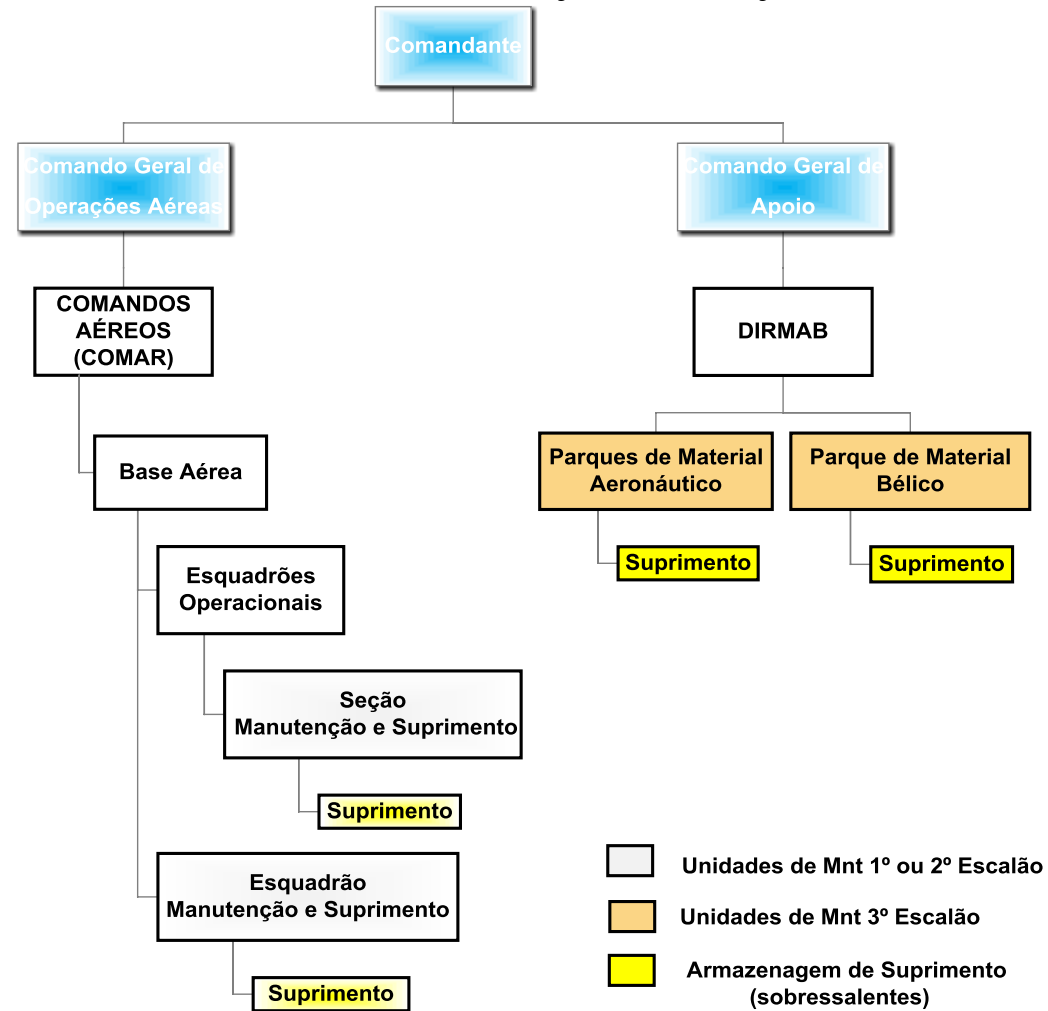 Comandante
Comando Geral de
Operações Aéreas
Comando Geral de
Apoio
COMANDOS
AÉREOS
(COMAR)
DIRMAB
Base Aérea
Parques de Material
Aeronáutico
Parque de Material
Bélico
Suprimento
Suprimento
Esquadrões
Operacionais
Seção
Manutenção e Suprimento
Suprimento
Esquadrão
Manutenção e Suprimento
Suprimento
Unidades de Mnt 1º ou 2º Escalão
Unidades de Mnt 3º Escalão
Armazenagem de Suprimento
(sobressalentes)